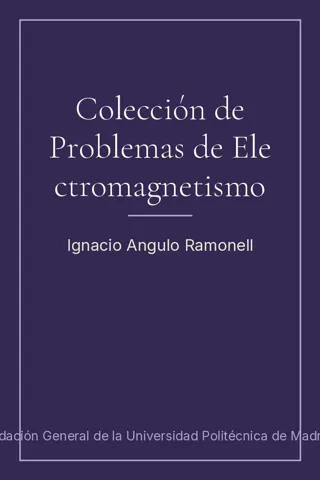 Colección de
Problemas de Ele
ctromagnetismo
Ignacio Angulo Ramonell
dación General de la Universidad Politécnica de Madr